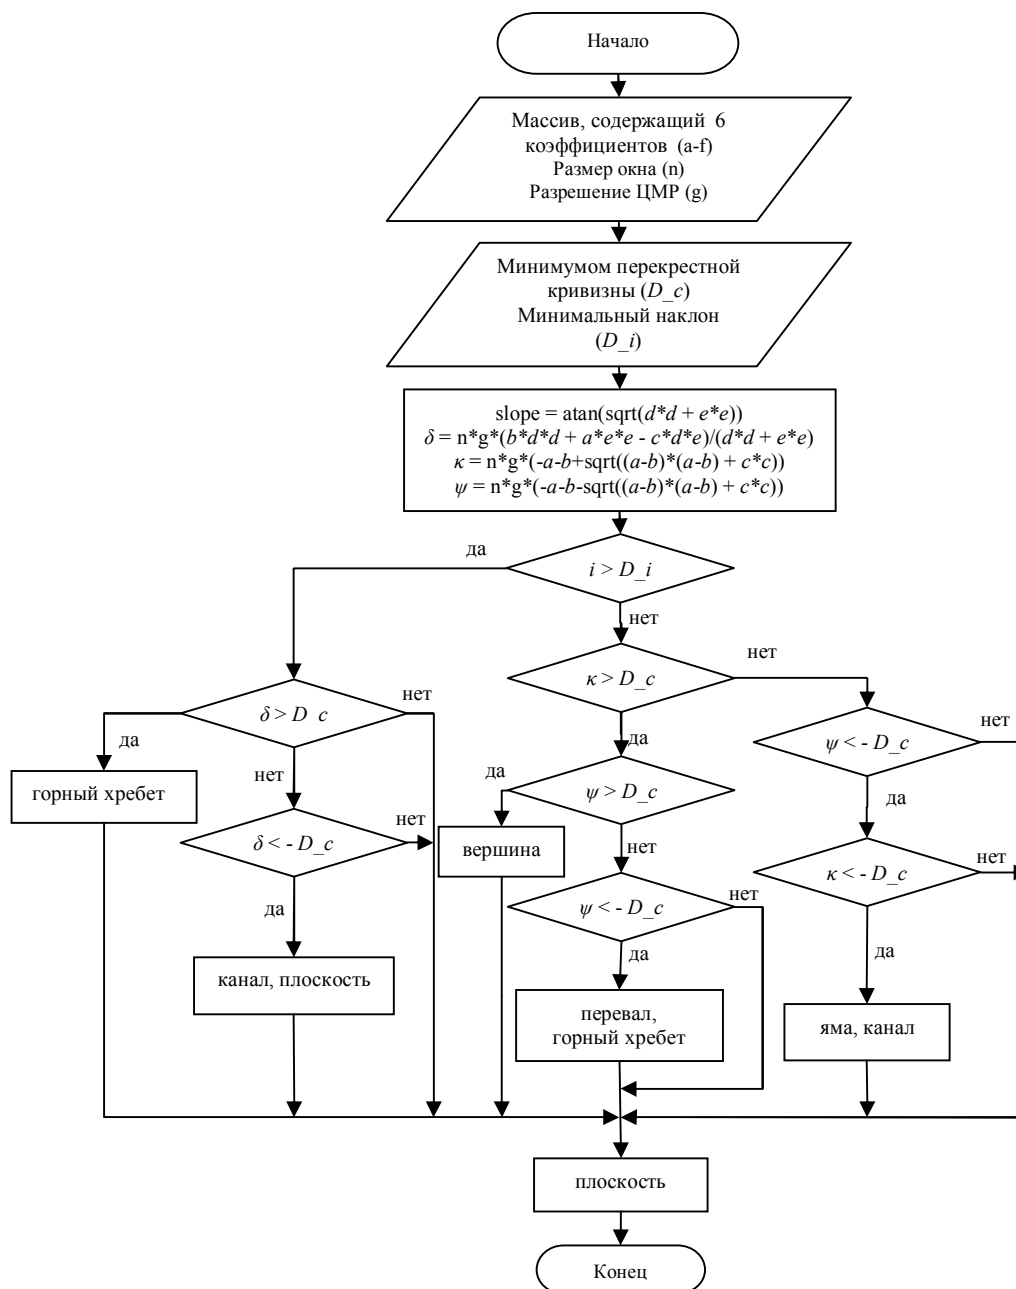 Начало
Массив, содержащий 6
коэффициентов (a-f)
Размер окна (n)
Разрешение ЦМР (g)
Минимумом перекрестной
кривизны (D_c)
Минимальный наклон
(D_i)
slope = atan(sqrt(d*d + e*e))
δ = n*g*(b*d*d + a*e*e - c*d*e)/(d*d + e*e)
κ = n*g*(-a-b+sqrt((a-b)*(a-b) + c*c))
ψ = n*g*(-a-b-sqrt((a-b)*(a-b) + c*c))
да
i > D_i
нет
κ > D_c
нет
δ > D_c
нет
да
да
ψ < - D_c
нет
горный хребет
нет
да
ψ > D_c
да
δ < - D_c
нет
вершина
нет
κ < - D_c
нет
да
ψ < - D_c
нет
да
да
канал, плоскость
перевал,
горный хребет
яма, канал
плоскость
Конец